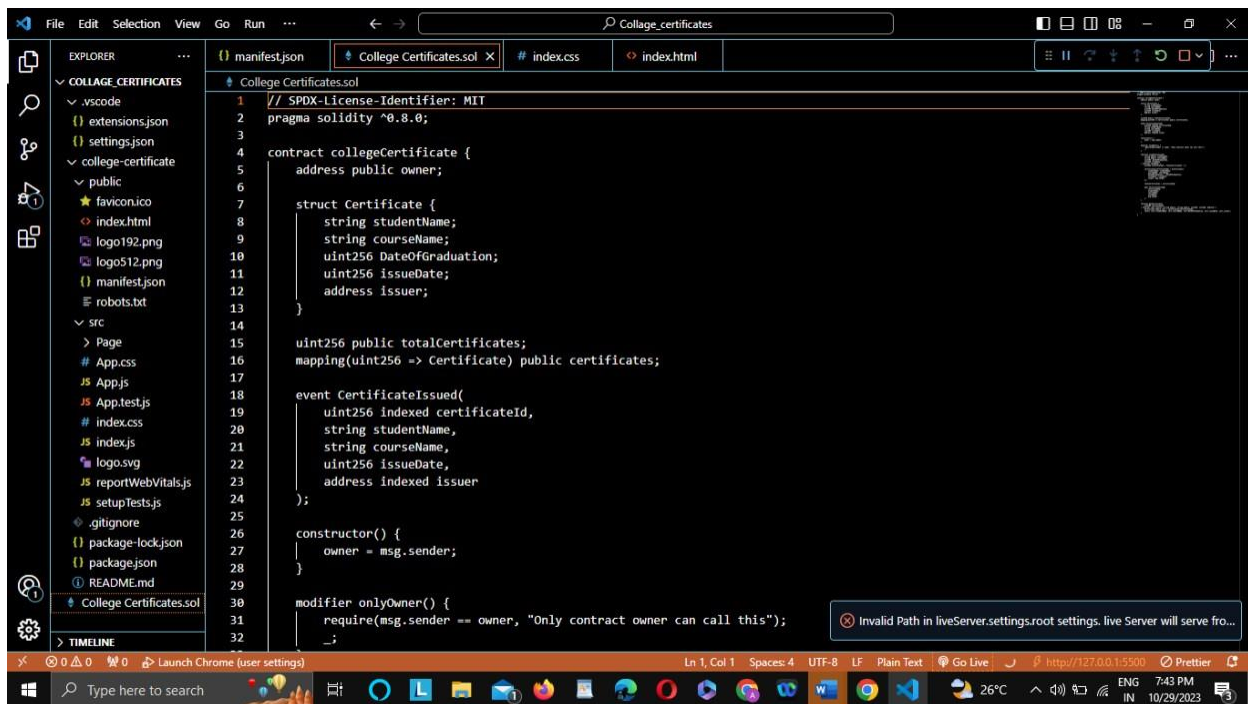 File Edit Selection View Go Run ··· ← → Collage_certificates
EXPLORER ···
COLLAGE_CERTIFICATES
.vscode
{} extensions.json
{} settings.json
college-certificate
public
favicon.ico
<> index.html
logo192.png
logo512.png
{} manifest.json
robots.txt
src
> Page
# App.css
JS App.js
JS App.test.js
# index.css
JS index.js
logo.svg
JS reportWebVitals.js
JS setupTests.js
.gitignore
{} package-lock.json
{} package.json
README.md
College Certificates.sol
> TIMELINE
{} manifest.json College Certificates.sol × # index.css <> index.html
College Certificates.sol
1 // SPDX-License-Identifier: MIT
2 pragma solidity ^0.8.0;
3
4 contract collegeCertificate {
5 address public owner;
6
7 struct Certificate {
8 string studentName;
9 string courseName;
10 uint256 DateOfGraduation;
11 uint256 issueDate;
12 address issuer;
13 }
14
15 uint256 public totalCertificates;
16 mapping(uint256 => Certificate) public certificates;
17
18 event CertificateIssued(
19 uint256 indexed certificateId,
20 string studentName,
21 string courseName,
22 uint256 issueDate,
23 address indexed issuer
24 );
25
26 constructor() {
27 owner = msg.sender;
28 }
29
30 modifier onlyOwner() {
31 require(msg.sender == owner, "Only contract owner can call this");
32 _;
Invalid Path in liveServer.settings.root settings. live Server will serve fro...
0 0 0 Launch Chrome (user settings) Ln 1, Col 1 Spaces: 4 UTF-8 LF Plain Text Go Live http://127.0.0.1:5500 Prettier
Type here to search 26°C ENG 7:43 PM
IN 10/29/2023 3